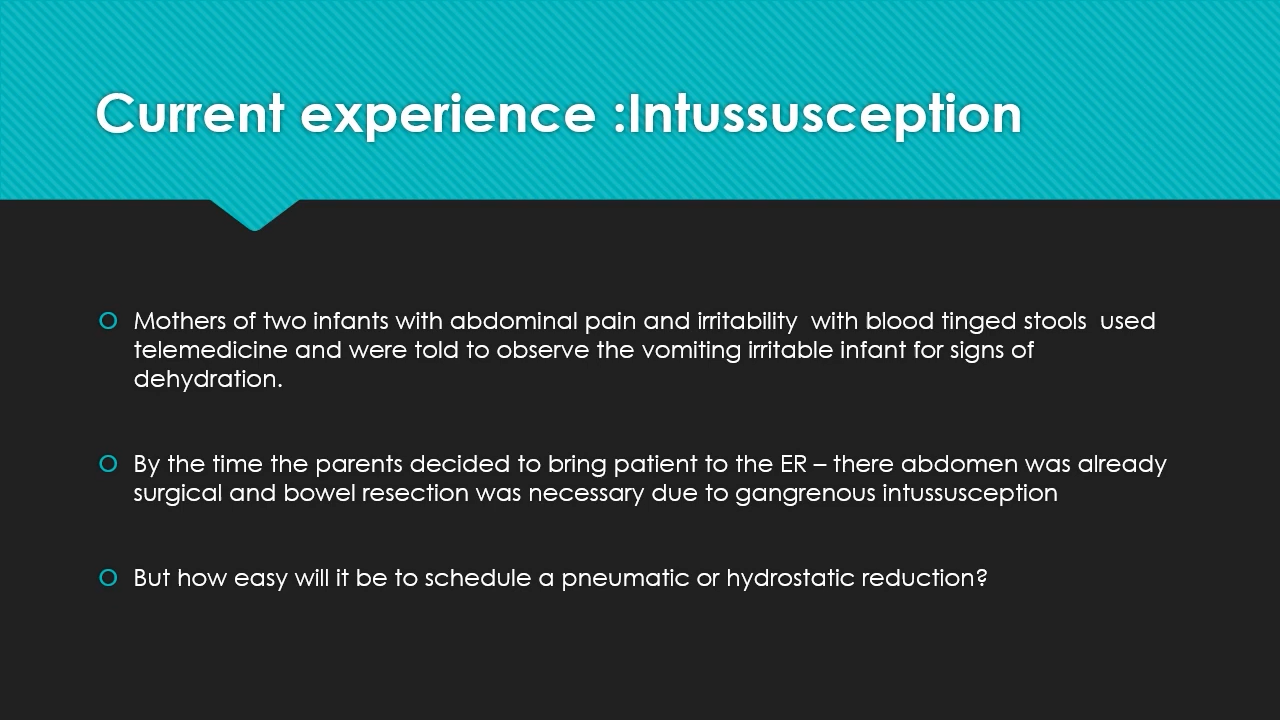 Current experience :Intussusception
Mothers of two infants with abdominal pain and irritability  with blood tinged stools  used
telemedicine and were told to observe the vomiting irritable infant for signs of
dehydration.
By the time the parents decided to bring patient to the ER – there abdomen was already
surgical and bowel resection was necessary due to gangrenous intussusception
But how easy will it be to schedule a pneumatic or hydrostatic reduction?